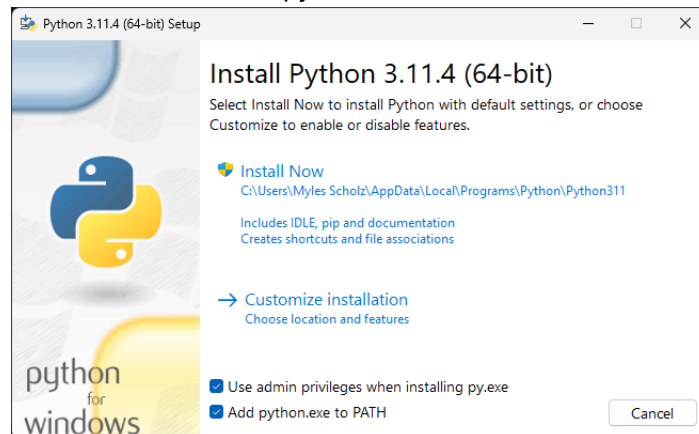 Python 3.11.4 (64-bit) Setup
Install Python 3.11.4 (64-bit)
Select Install Now to install Python with default settings, or choose
Customize to enable or disable features.
Install Now
C:\Users\Myles Scholz\AppData\Local\Programs\Python\Python311
Includes IDLE, pip and documentation
Creates shortcuts and file associations
Customize installation
Choose location and features
Use admin privileges when installing py.exe
Add python.exe to PATH
Cancel
python
for
windows